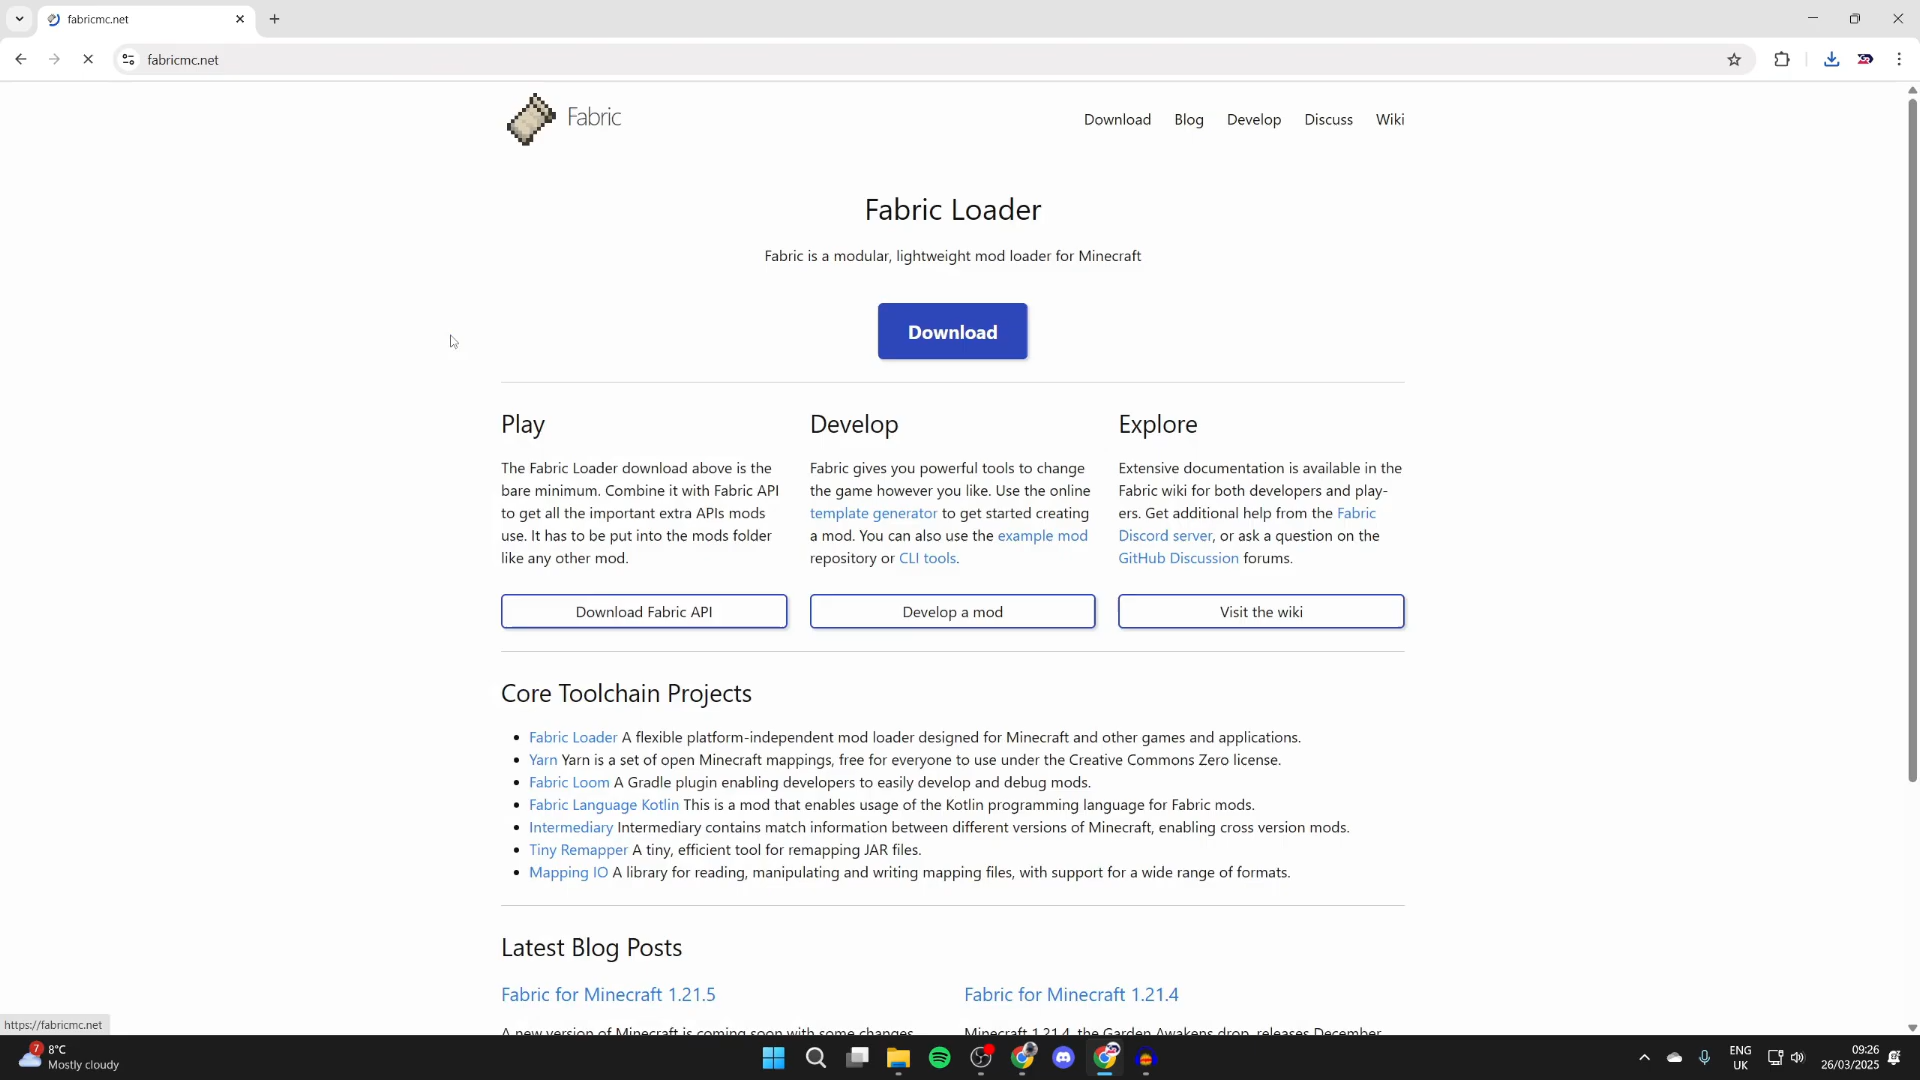 fabricmc.net
fabricmc.net
Fabric
Download
Blog
Develop
Discuss
Wiki
Fabric Loader
Fabric is a modular, lightweight mod loader for Minecraft
Download
Play
The Fabric Loader download above is the
bare minimum. Combine it with Fabric API
to get all the important extra APIs mods
use. It has to be put into the mods folder
like any other mod.
Download Fabric API
Develop
Fabric gives you powerful tools to change
the game however you like. Use the online
template generator to get started creating
a mod. You can also use the example mod
repository or CLI tools.
Develop a mod
Explore
Extensive documentation is available in the
Fabric wiki for both developers and play-
ers. Get additional help from the Fabric
Discord server, or ask a question on the
GitHub Discussion forums.
Visit the wiki
Core Toolchain Projects
• Fabric Loader A flexible platform-independent mod loader designed for Minecraft and other games and applications.
• Yarn Yarn is a set of open Minecraft mappings, free for everyone to use under the Creative Commons Zero license.
• Fabric Loom A Gradle plugin enabling developers to easily develop and debug mods.
• Fabric Language Kotlin This is a mod that enables usage of the Kotlin programming language for Fabric mods.
• Intermediary Intermediary contains match information between different versions of Minecraft, enabling cross version mods.
• Tiny Remapper A tiny, efficient tool for remapping JAR files.
• Mapping IO A library for reading, manipulating and writing mapping files, with support for a wide range of formats.
Latest Blog Posts
Fabric for Minecraft 1.21.5
A new version of Minecraft is coming soon with some changes
Fabric for Minecraft 1.21.4
Minecraft 1.21.4, the Garden Awakens drop, releases December
https://fabricmc.net
7
8°C
Mostly cloudy
ENG
UK
09:26
26/03/2025